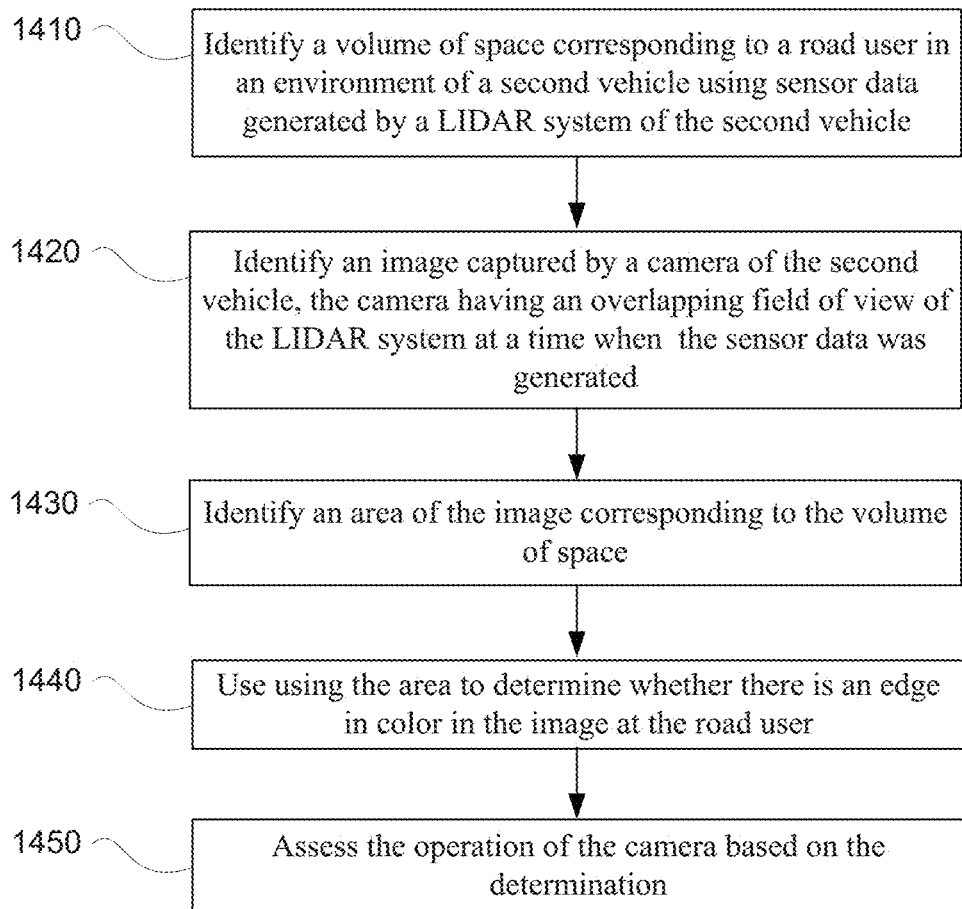 1410
Identify a volume of space corresponding to a road user in
an environment of a second vehicle using sensor data
generated by a LIDAR system of the second vehicle
1420
Identify an image captured by a camera of the second
vehicle, the camera having an overlapping field of view of
the LIDAR system at a time when the sensor data was
generated
1430
Identify an area of the image corresponding to the volume
of space
1440
Use using the area to determine whether there is an edge
in color in the image at the road user
1450
Assess the operation of the camera based on the
determination